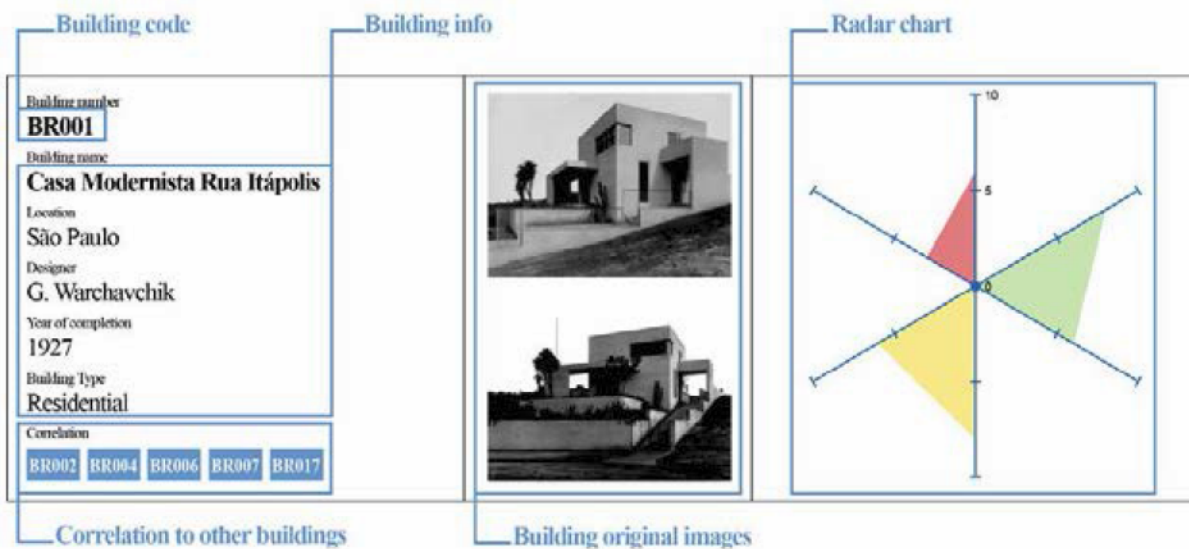 Building code
Building info
Radar chart
Building number
BR001
Building name
Casa Modernista Rua Itápolis
Location
São Paulo
Designer
G. Warchavchik
Year of completion
1927
Building Type
Residential
Correlation
BR002 BR004 BR006 BR007 BR017
10
5
0
Correlation to other buildings
Building original images